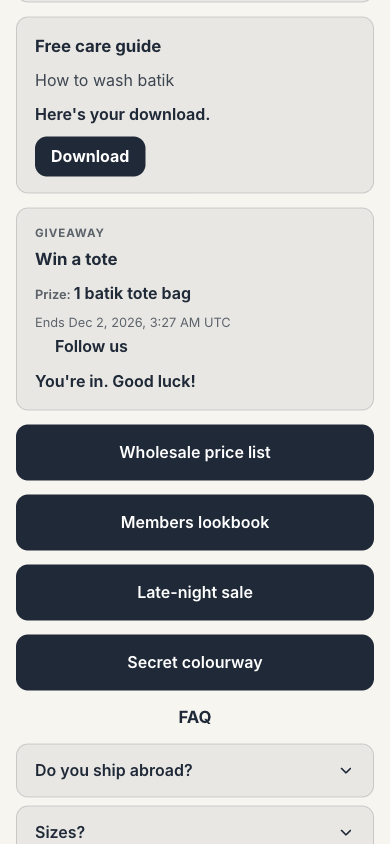 Free care guide
How to wash batik
Here's your download.
Download
GIVEAWAY
Win a tote
Prize: 1 batik tote bag
Ends Dec 2, 2026, 3:27 AM UTC
Follow us
You're in. Good luck!
Wholesale price list
Members lookbook
Late-night sale
Secret colourway
FAQ
Do you ship abroad?
Sizes?